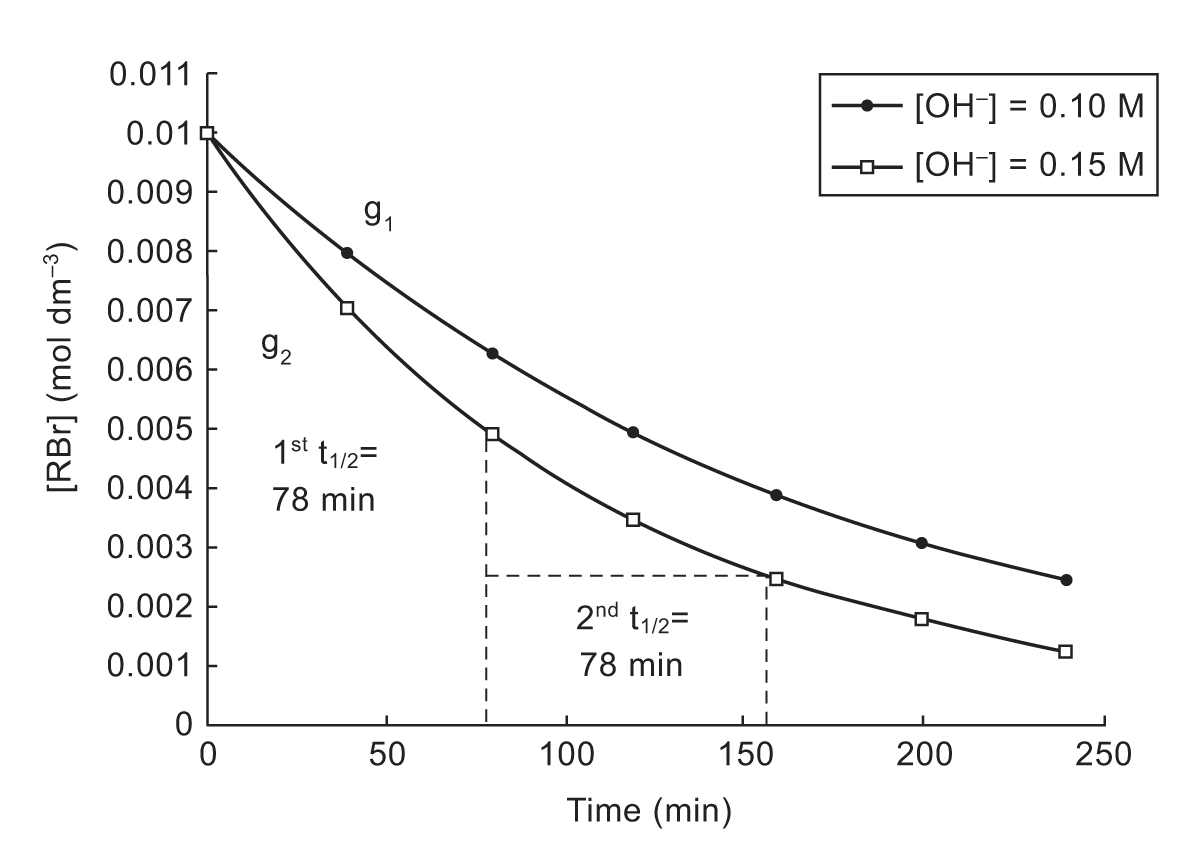 [OH⁻] = 0.10 M
[OH⁻] = 0.15 M
[RBr] (mol dm⁻³)
0.011
0.01
0.009
0.008
0.007
0.006
0.005
0.004
0.003
0.002
0.001
0
g₁
g₂
1ˢᵗ t₁/₂=
78 min
2ⁿᵈ t₁/₂=
78 min
0 50 100 150 200 250
Time (min)